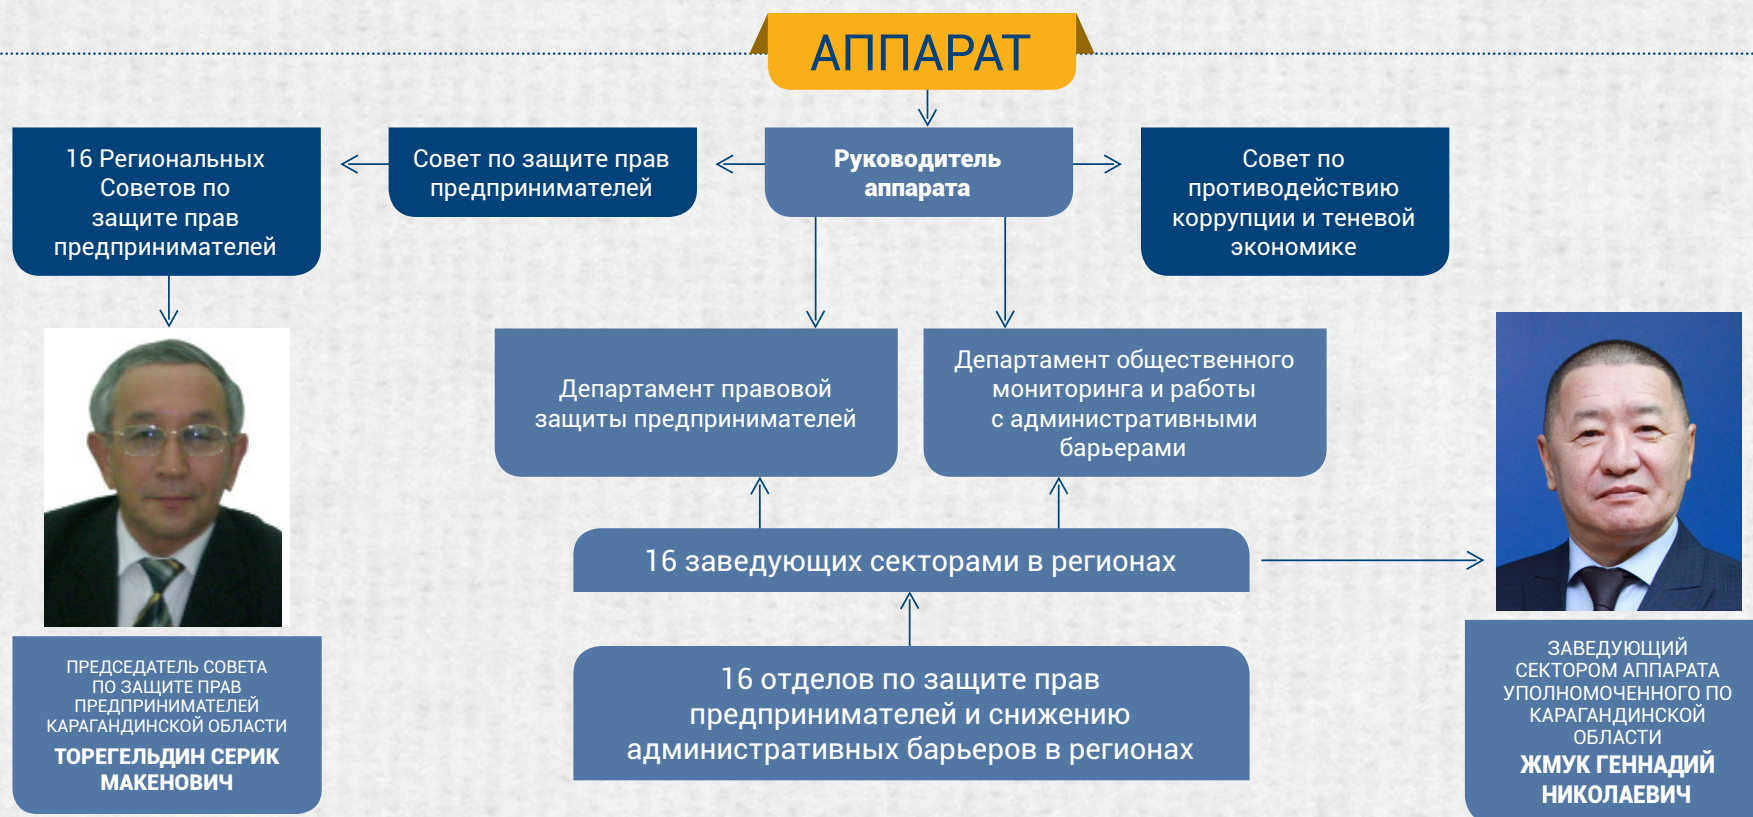 АППАРАТ
16 Региональных
Советов по
защите прав
предпринимателей
Совет по защите прав
предпринимателей
Руководитель
аппарата
Совет по
противодействию
коррупции и теневой
экономике
Департамент правовой
защиты предпринимателей
Департамент общественного
мониторинга и работы
с административными
барьерами
16 заведующих секторами в регионах
16 отделов по защите прав
предпринимателей и снижению
административных барьеров в регионах
ПРЕДСЕДАТЕЛЬ СОВЕТА
ПО ЗАЩИТЕ ПРАВ
ПРЕДПРИНИМАТЕЛЕЙ
КАРАГАНДИНСКОЙ ОБЛАСТИ
ТОРЕГЕЛЬДИН СЕРИК
МАКЕНОВИЧ
ЗАВЕДУЮЩИЙ
СЕКТОРОМ АППАРАТА
УПОЛНОМОЧЕННОГО ПО
КАРАГАНДИНСКОЙ
ОБЛАСТИ
ЖМУК ГЕННАДИЙ
НИКОЛАЕВИЧ